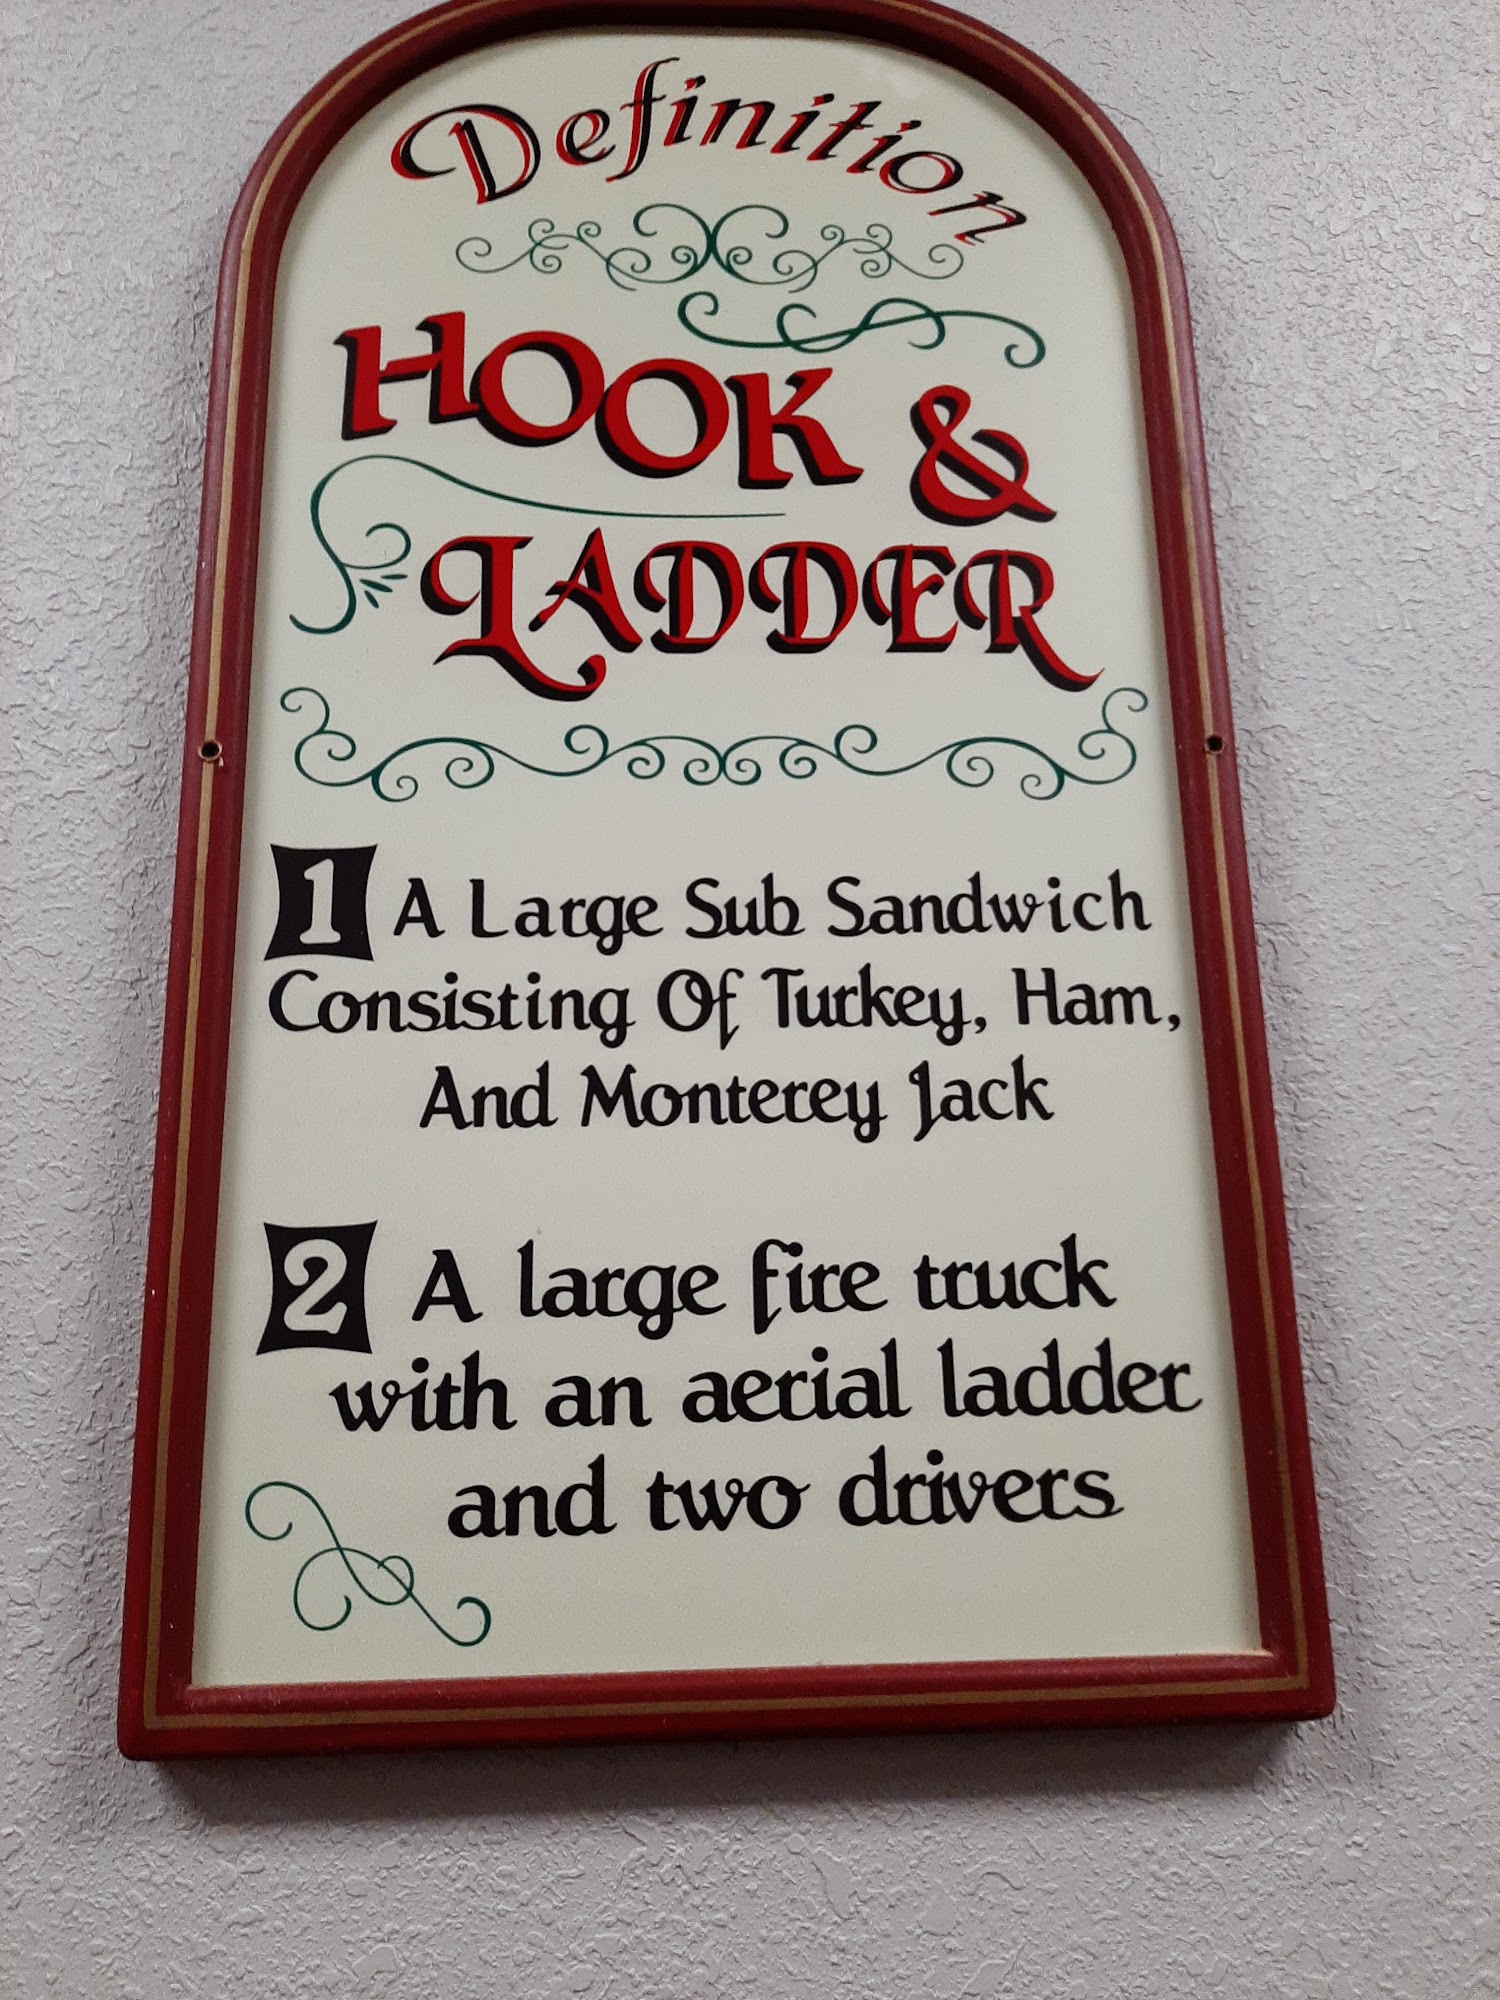 Definition
HOOK &
LADDER
1 A Large Sub Sandwich
Consisting Of Turkey, Ham,
And Monterey Jack
2 A large fire truck
with an aerial ladder
and two drivers